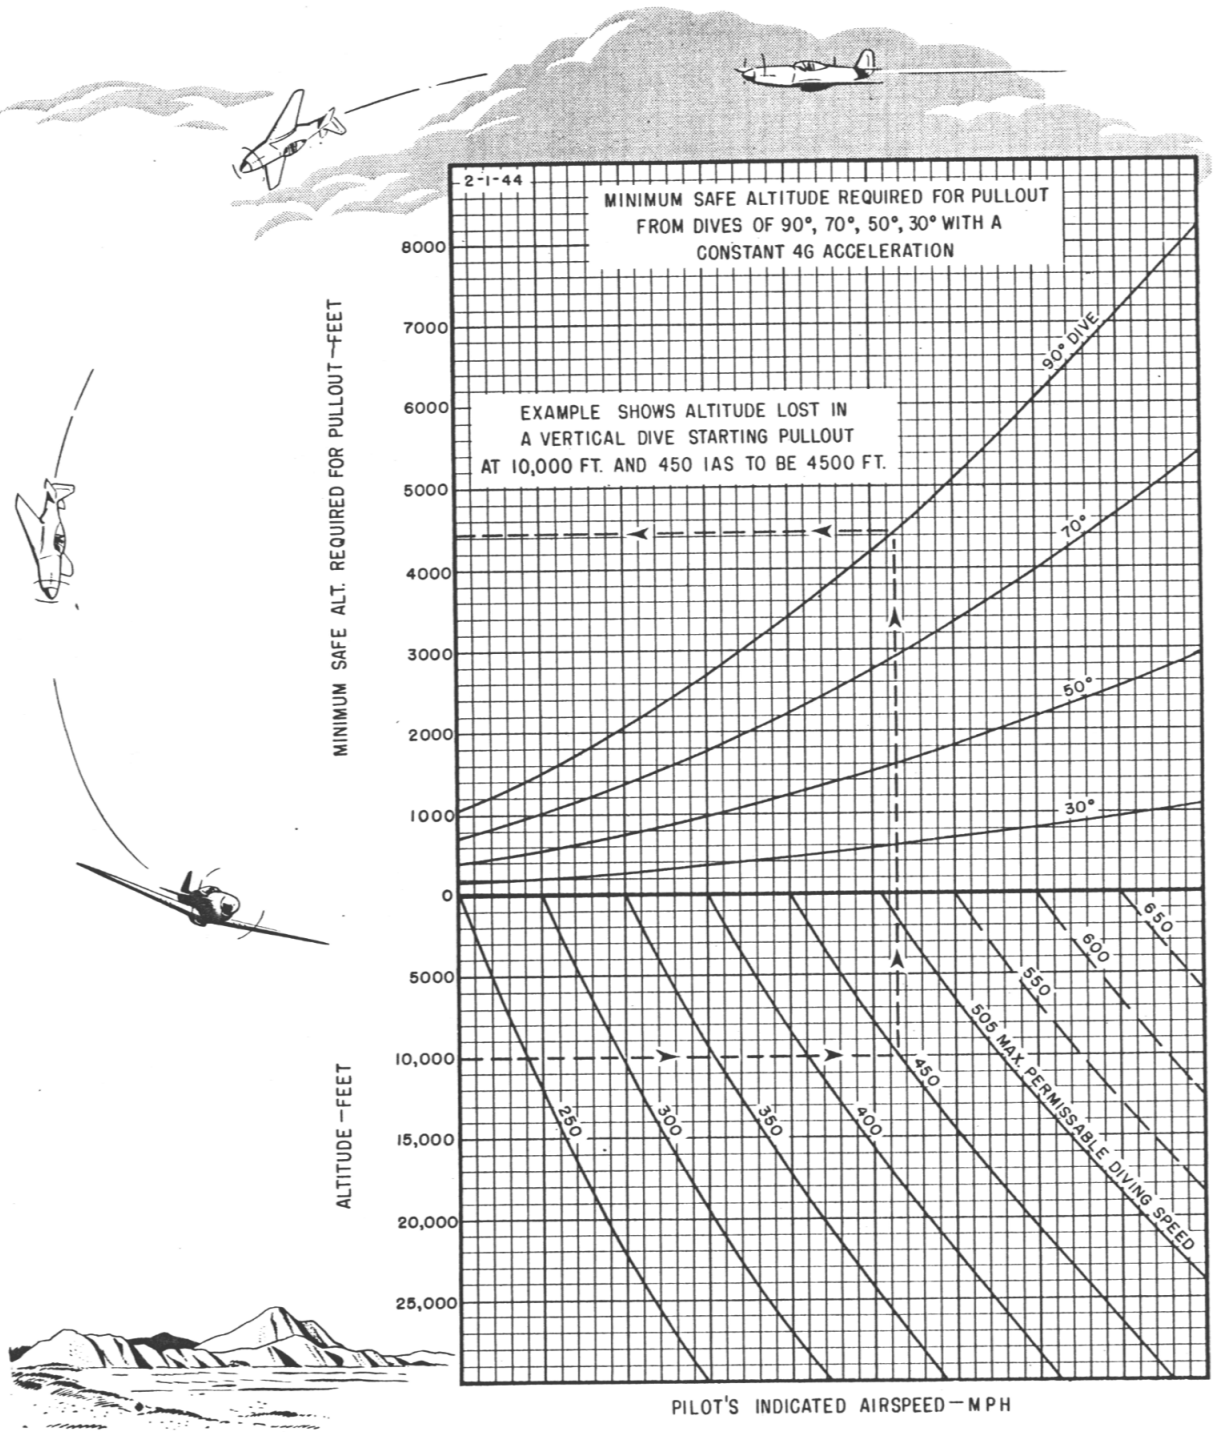 2-1-44
MINIMUM SAFE ALTITUDE REQUIRED FOR PULLOUT
FROM DIVES OF 90°, 70°, 50°, 30° WITH A
CONSTANT 4G ACCELERATION
8000
7000
6000
5000
4000
3000
2000
1000
0
MINIMUM SAFE ALT. REQUIRED FOR PULLOUT—FEET
90° DIVE
EXAMPLE SHOWS ALTITUDE LOST IN
A VERTICAL DIVE STARTING PULLOUT
AT 10,000 FT. AND 450 IAS TO BE 4500 FT.
70°
50°
30°
5000
10,000
15,000
20,000
25,000
ALTITUDE—FEET
250
300
350
400
450
505 MAX. PERMISSABLE DIVING SPEED
550
600
650
PILOT'S INDICATED AIRSPEED—MPH